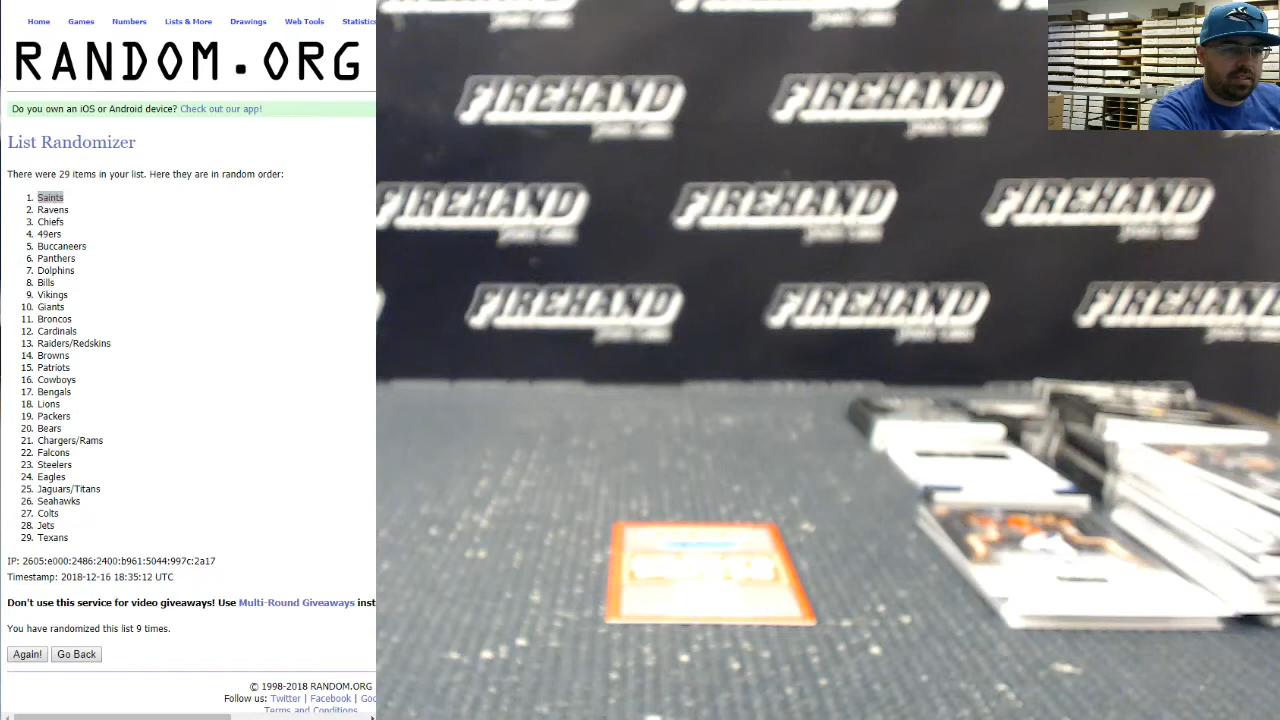 Home Games Numbers Lists & More Drawings Web Tools Statistics
RANDOM.ORG
Do you own an iOS or Android device? Check out our app!
List Randomizer
There were 29 items in your list. Here they are in random order:
1. Saints
2. Ravens
3. Chiefs
4. 49ers
5. Buccaneers
6. Panthers
7. Dolphins
8. Bills
9. Vikings
10. Giants
11. Broncos
12. Cardinals
13. Raiders/Redskins
14. Browns
15. Patriots
16. Cowboys
17. Bengals
18. Lions
19. Packers
20. Bears
21. Chargers/Rams
22. Falcons
23. Steelers
24. Eagles
25. Jaguars/Titans
26. Seahawks
27. Colts
28. Jets
29. Texans
IP: 2605:e000:2486:2400:b961:5044:997c:2a17
Timestamp: 2018-12-16 18:35:12 UTC
Don't use this service for video giveaways! Use Multi-Round Giveaways inst
You have randomized this list 9 times.
Again! Go Back
© 1998-2018 RANDOM.ORG
Follow us: Twitter | Facebook | Goo
Terms and Conditions
FIREHAND FIREHAND
FIREHAND FIREHAND FIREHAND
FIREHAND FIREHAND FIREHAND